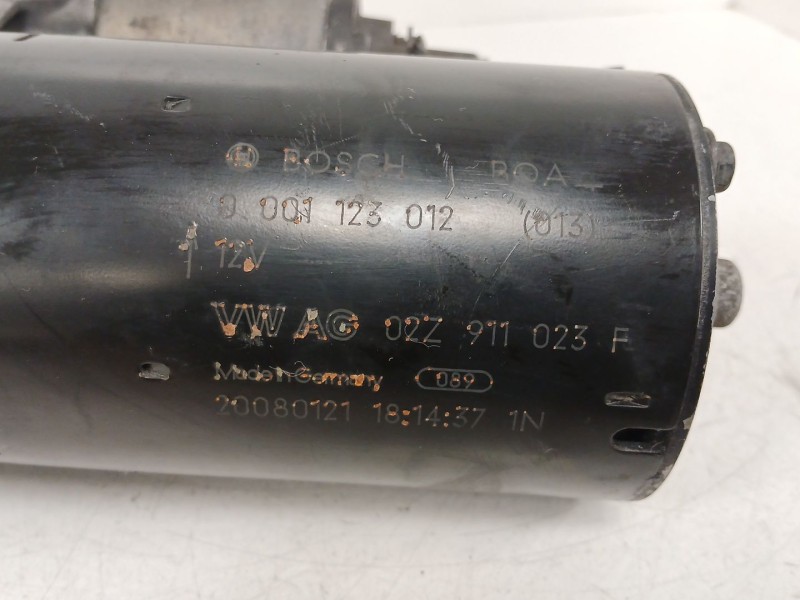 BOSCH BOA
0 001 123 012 (013)
12V
VW AG 02Z 911 023 F
Made in Germany 089
20080121 18:14:37 1N